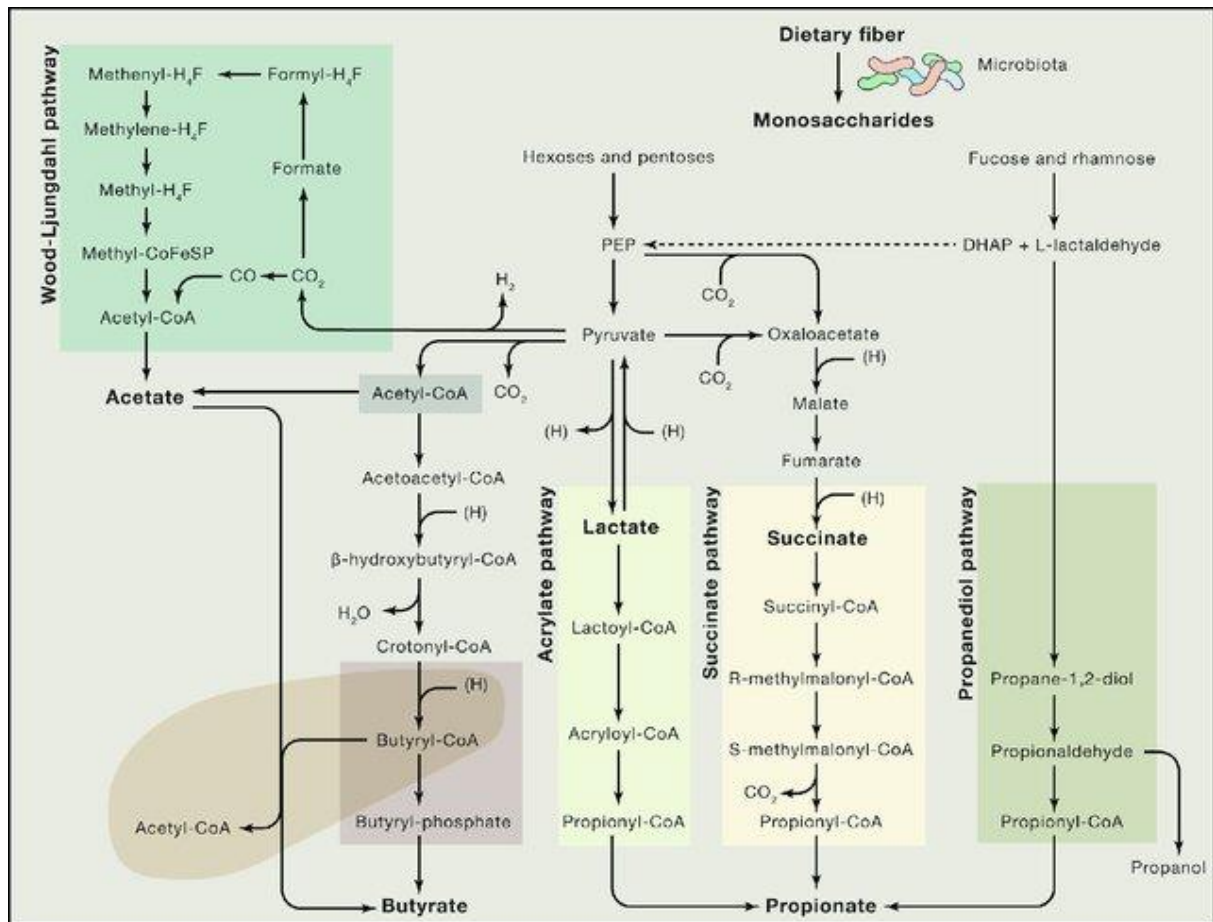 Dietary fiber
Microbiota
Monosaccharides
Wood-Ljungdahl pathway
Methenyl-H₄F
Formyl-H₄F
Methylene-H₄F
Formate
Methyl-H₄F
Methyl-CoFeSP
CO
CO₂
Acetyl-CoA
Acetate
Hexoses and pentoses
Fucose and rhamnose
PEP
DHAP + L-lactaldehyde
H₂
CO₂
Pyruvate
Oxaloacetate
CO₂
CO₂
(H)
Acetyl-CoA
Malate
(H)
(H)
Fumarate
Acetoacetyl-CoA
(H)
(H)
β-hydroxybutyryl-CoA
H₂O
Crotonyl-CoA
(H)
Butyryl-CoA
Acetyl-CoA
Butyryl-phosphate
Butyrate
Acrylate pathway
Lactate
Lactoyl-CoA
Acryloyl-CoA
Propionyl-CoA
Succinate pathway
Succinate
Succinyl-CoA
R-methylmalonyl-CoA
S-methylmalonyl-CoA
CO₂
Propionyl-CoA
Propanediol pathway
Propane-1,2-diol
Propionaldehyde
Propionyl-CoA
Propanol
Propionate